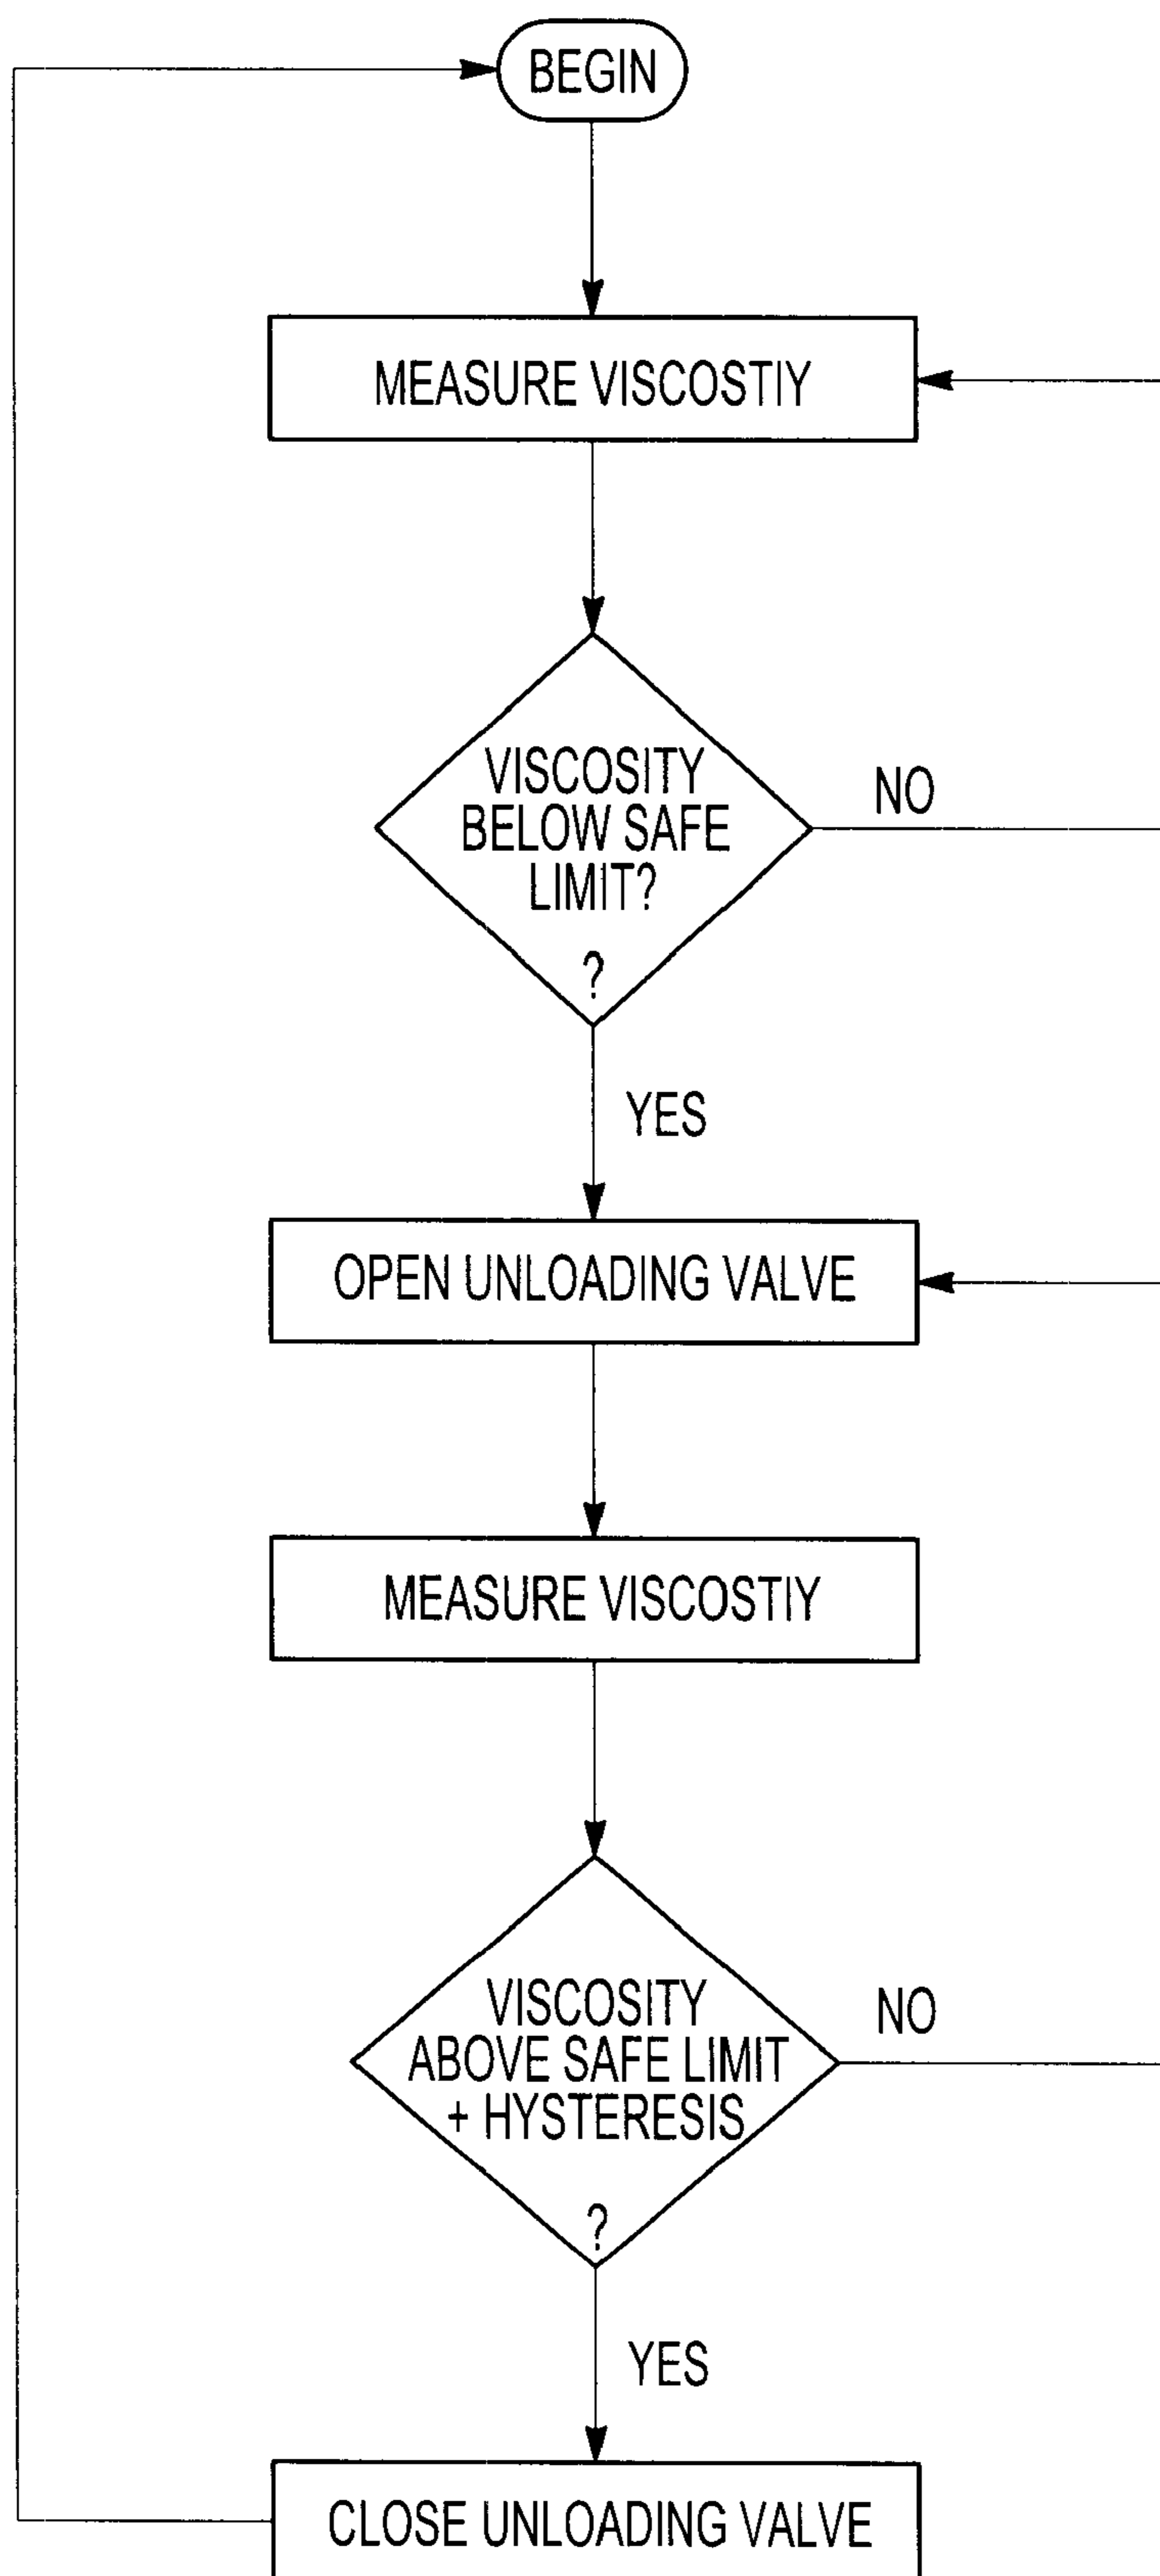 BEGIN
MEASURE VISCOSTIY
VISCOSITY
BELOW SAFE
LIMIT?
?
NO
YES
OPEN UNLOADING VALVE
MEASURE VISCOSTIY
VISCOSITY
ABOVE SAFE LIMIT
+ HYSTERESIS
?
NO
YES
CLOSE UNLOADING VALVE